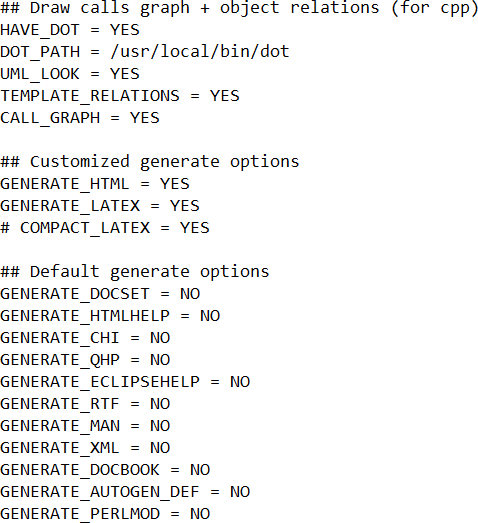 ## Draw calls graph + object relations (for cpp)
HAVE_DOT = YES
DOT_PATH = /usr/local/bin/dot
UML_LOOK = YES
TEMPLATE_RELATIONS = YES
CALL_GRAPH = YES
## Customized generate options
GENERATE_HTML = YES
GENERATE_LATEX = YES
# COMPACT_LATEX = YES
## Default generate options
GENERATE_DOCSET = NO
GENERATE_HTMLHELP = NO
GENERATE_CHI = NO
GENERATE_QHP = NO
GENERATE_ECLIPSEHELP = NO
GENERATE_RTF = NO
GENERATE_MAN = NO
GENERATE_XML = NO
GENERATE_DOCBOOK = NO
GENERATE_AUTOGEN_DEF = NO
GENERATE_PERLMOD = NO